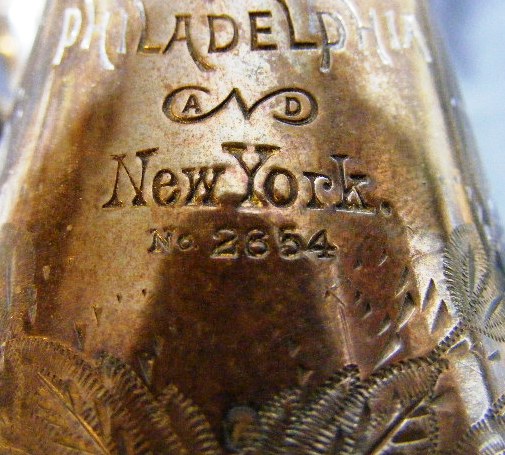 PHILADELPHIA
AND
New York.
No. 2654